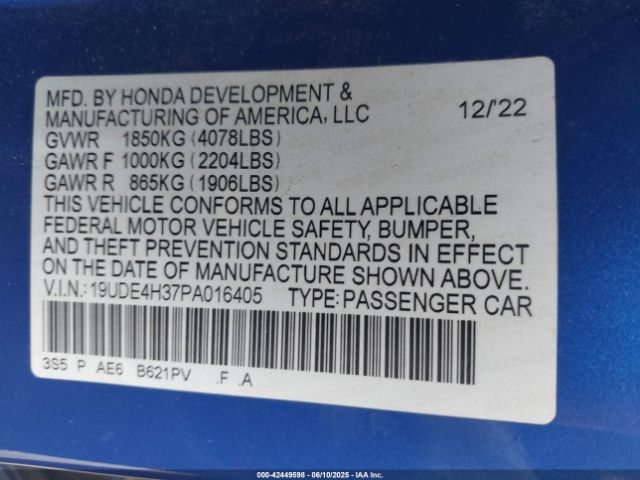 MFD. BY HONDA DEVELOPMENT &
MANUFACTURING OF AMERICA, LLC 12/'22
GVWR 1850KG (4078LBS)
GAWR F 1000KG (2204LBS)
GAWR R 865KG (1906LBS)
THIS VEHICLE CONFORMS TO ALL APPLICABLE
FEDERAL MOTOR VEHICLE SAFETY, BUMPER,
AND THEFT PREVENTION STANDARDS IN EFFECT
ON THE DATE OF MANUFACTURE SHOWN ABOVE.
V.I.N.:19UDE4H37PA016405 TYPE:PASSENGER CAR
3S5 P AE6 B621PV .F .A
000-42449598 - 06/10/2025 - IAAI.COM